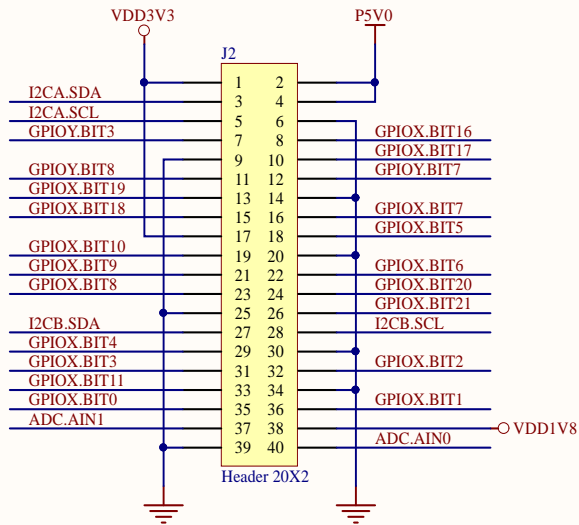 VDD3V3 P5V0
J2
1 2
I2CA.SDA 3 4
I2CA.SCL 5 6
GPIOY.BIT3 7 8 GPIOX.BIT16
9 10 GPIOX.BIT17
GPIOY.BIT8 11 12 GPIOY.BIT7
GPIOX.BIT19 13 14
GPIOX.BIT18 15 16 GPIOX.BIT7
17 18 GPIOX.BIT5
GPIOX.BIT10 19 20
GPIOX.BIT9 21 22 GPIOX.BIT6
GPIOX.BIT8 23 24 GPIOX.BIT20
25 26 GPIOX.BIT21
I2CB.SDA 27 28 I2CB.SCL
GPIOX.BIT4 29 30
GPIOX.BIT3 31 32 GPIOX.BIT2
GPIOX.BIT11 33 34
GPIOX.BIT0 35 36 GPIOX.BIT1
ADC.AIN1 37 38 VDD1V8
39 40 ADC.AIN0
Header 20X2